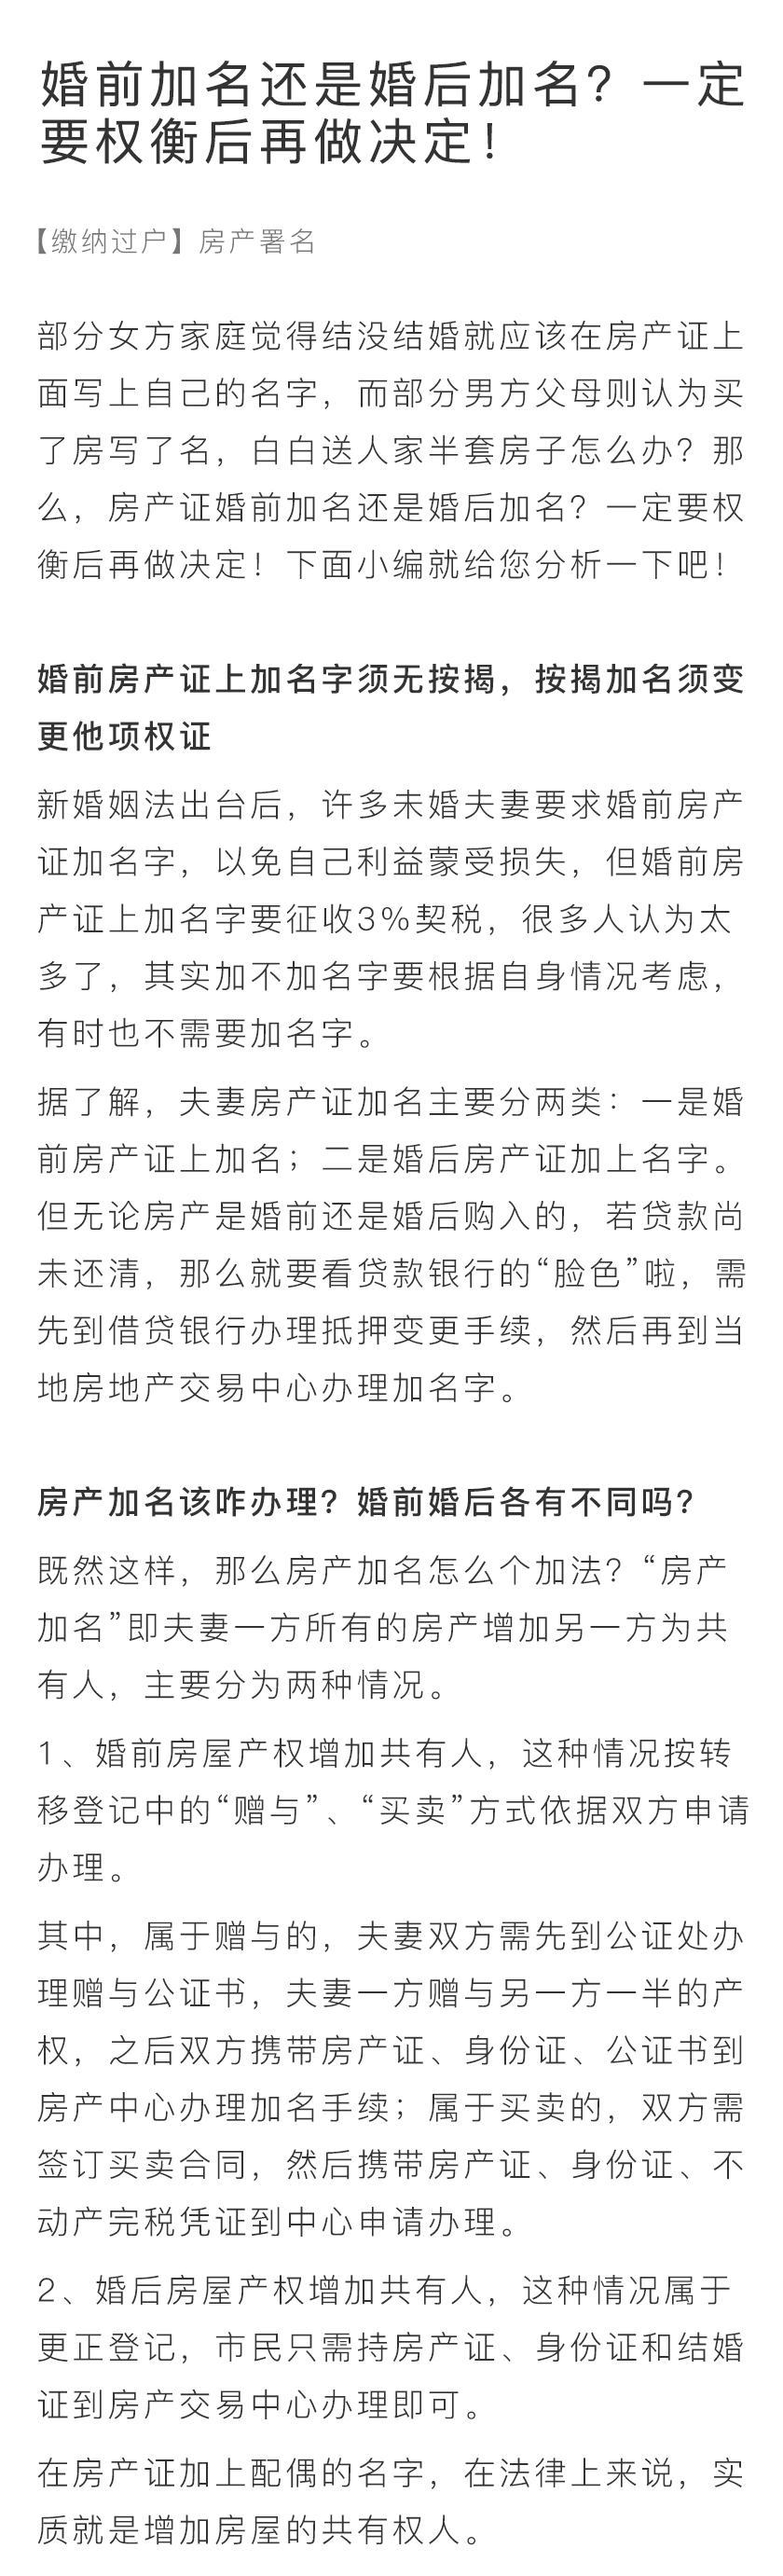 婚前加名还是婚后加名？一定
要权衡后再做决定！
【缴纳过户】房产署名
部分女方家庭觉得结没结婚就应该在房产证上
面写上自己的名字，而部分男方父母则认为买
了房写了名，白白送人家半套房子怎么办？那
么，房产证婚前加名还是婚后加名？一定要权
衡后再做决定！下面小编就给您分析一下吧！
婚前房产证上加名字须无按揭，按揭加名须变
更他项权证
新婚姻法出台后，许多未婚夫妻要求婚前房产
证加名字，以免自己利益蒙受损失，但婚前房
产证上加名字要征收3%契税，很多人认为太
多了，其实加不加名字要根据自身情况考虑，
有时也不需要加名字。
据了解，夫妻房产证加名主要分两类：一是婚
前房产证上加名；二是婚后房产证加上名字。
但无论房产是婚前还是婚后购入的，若贷款尚
未还清，那么就要看贷款银行的“脸色”啦，需
先到借贷银行办理抵押变更手续，然后再到当
地房地产交易中心办理加名字。
房产加名该咋办理？婚前婚后各有不同吗？
既然这样，那么房产加名怎么个加法？“房产
加名”即夫妻一方所有的房产增加另一方为共
有人，主要分为两种情况。
1、婚前房屋产权增加共有人，这种情况按转
移登记中的“赠与”、“买卖”方式依据双方申请
办理。
其中，属于赠与的，夫妻双方需先到公证处办
理赠与公证书，夫妻一方赠与另一方一半的产
权，之后双方携带房产证、身份证、公证书到
房产中心办理加名手续；属于买卖的，双方需
签订买卖合同，然后携带房产证、身份证、不
动产完税凭证到中心申请办理。
2、婚后房屋产权增加共有人，这种情况属于
更正登记，市民只需持房产证、身份证和结婚
证到房产交易中心办理即可。
在房产证加上配偶的名字，在法律上来说，实
质就是增加房屋的共有权人。